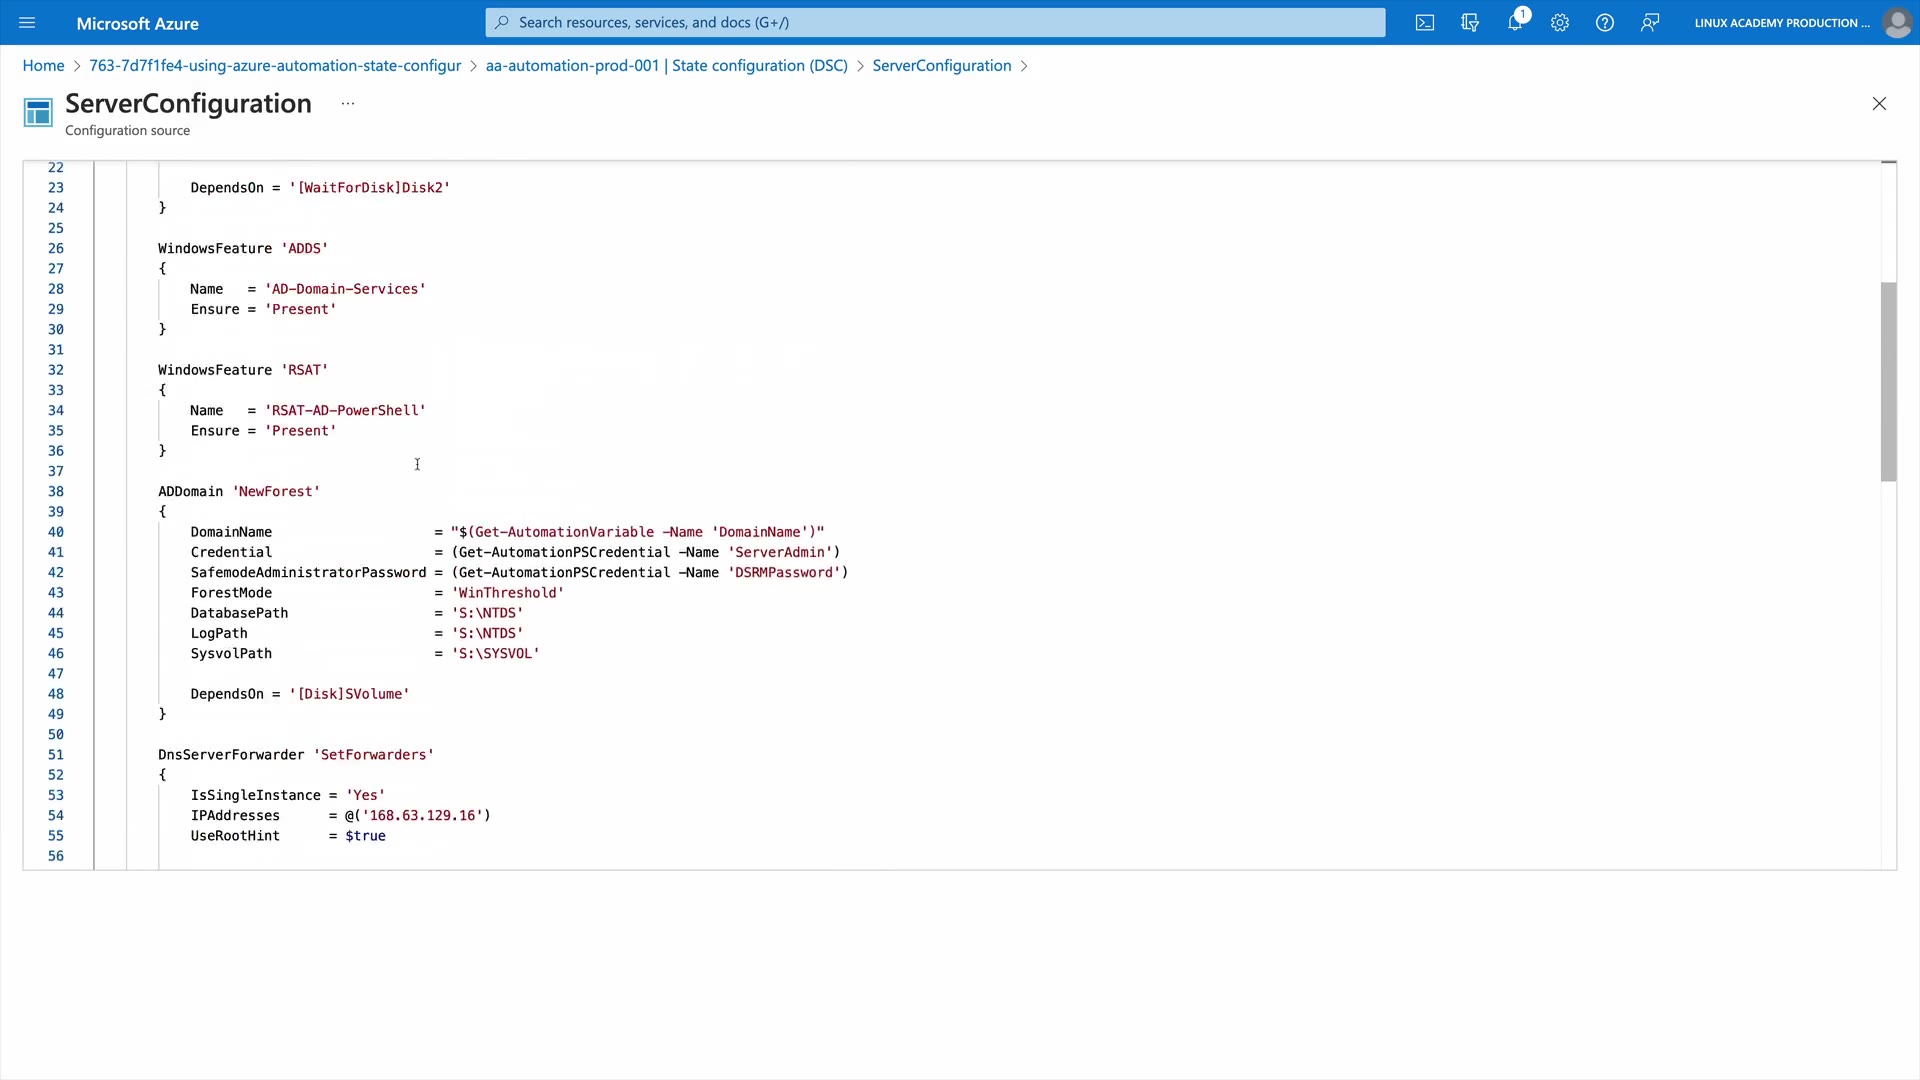 Microsoft Azure
Search resources, services, and docs (G+/)
1
LINUX ACADEMY PRODUCTION ...
Home > 763-7d7f1fe4-using-azure-automation-state-configur > aa-automation-prod-001 | State configuration (DSC) > ServerConfiguration >
ServerConfiguration ...
Configuration source
22
23 DependsOn = '[WaitForDisk]Disk2'
24 }
25
26 WindowsFeature 'ADDS'
27 {
28 Name = 'AD-Domain-Services'
29 Ensure = 'Present'
30 }
31
32 WindowsFeature 'RSAT'
33 {
34 Name = 'RSAT-AD-PowerShell'
35 Ensure = 'Present'
36 }
37
38 ADDomain 'NewForest'
39 {
40 DomainName = "$(Get-AutomationVariable -Name 'DomainName')"
41 Credential = (Get-AutomationPSCredential -Name 'ServerAdmin')
42 SafemodeAdministratorPassword = (Get-AutomationPSCredential -Name 'DSRMPassword')
43 ForestMode = 'WinThreshold'
44 DatabasePath = 'S:\NTDS'
45 LogPath = 'S:\NTDS'
46 SysvolPath = 'S:\SYSVOL'
47
48 DependsOn = '[Disk]SVolume'
49 }
50
51 DnsServerForwarder 'SetForwarders'
52 {
53 IsSingleInstance = 'Yes'
54 IPAddresses = @('168.63.129.16')
55 UseRootHint = $true
56